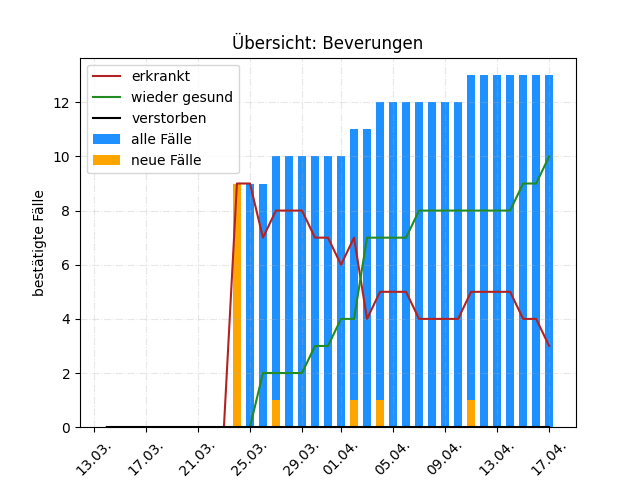 Übersicht: Beverungen
erkrankt
wieder gesund
verstorben
alle Fälle
neue Fälle
bestätigte Fälle
12
10
8
6
4
2
0
13.03.
17.03.
21.03.
25.03.
29.03.
01.04.
05.04.
09.04.
13.04.
17.04.